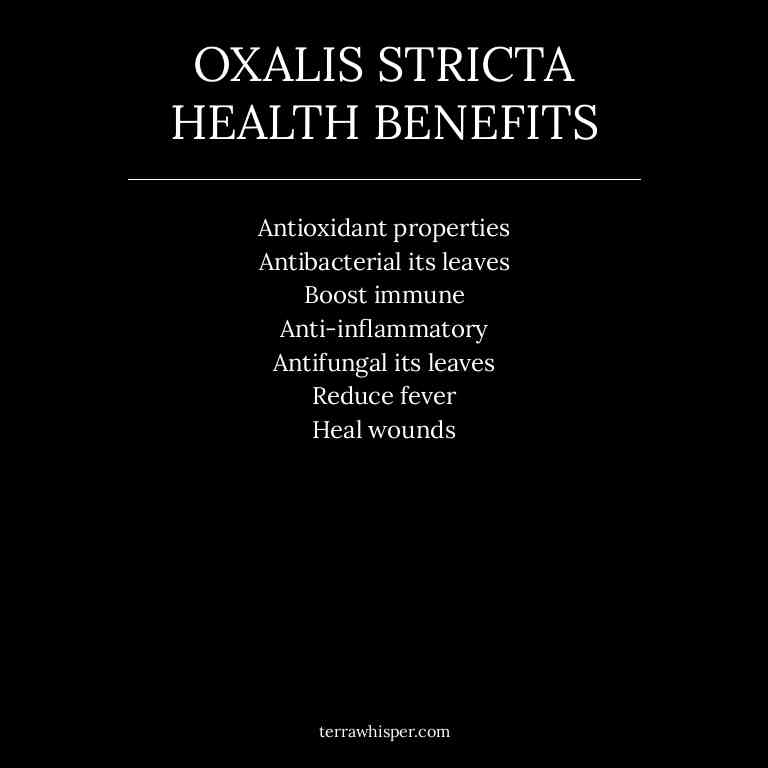 OXALIS STRICTA
HEALTH BENEFITS
Antioxidant properties
Antibacterial its leaves
Boost immune
Anti-inflammatory
Antifungal its leaves
Reduce fever
Heal wounds
terrawhisper.com